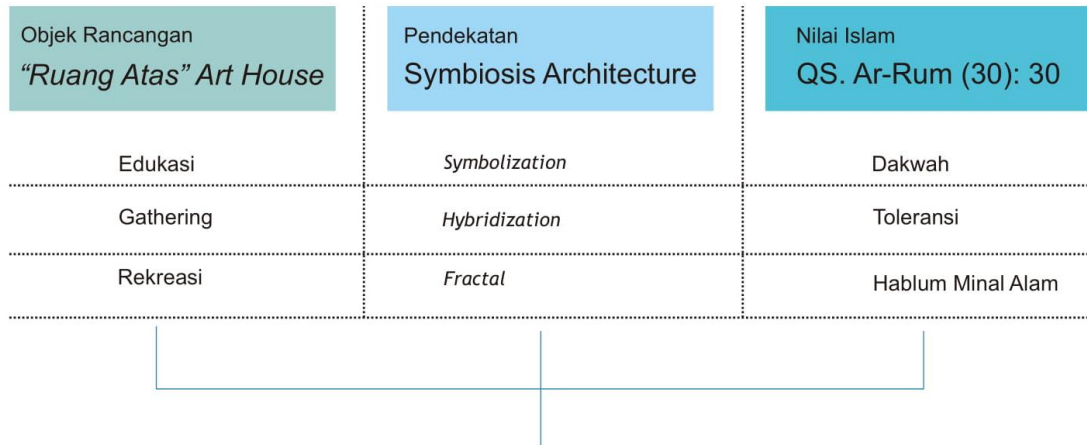 Objek Rancangan
“Ruang Atas” Art House
Pendekatan
Symbiosis Architecture
Nilai Islam
QS. Ar-Rum (30): 30
Edukasi
Symbolization
Dakwah
Gathering
Hybridization
Toleransi
Rekreasi
Fractal
Hablum Minal Alam